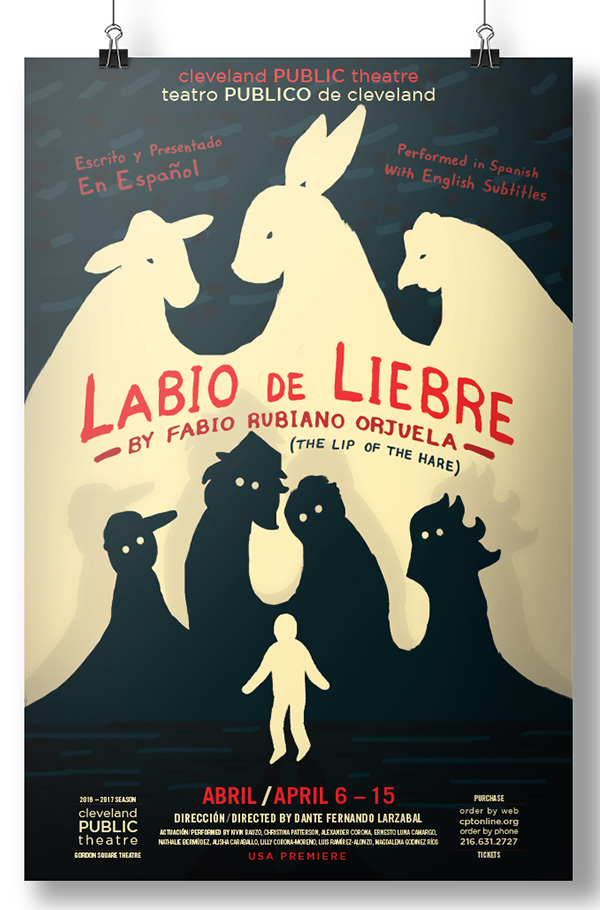 cleveland PUBLIC theatre
teatro PUBLICO de cleveland
Escrito y Presentado
En Español
Performed in Spanish
With English Subtitles
LABIO DE LIEBRE
BY FABIO RUBIANO ORJUELA
(THE LIP OF THE HARE)
2016 – 2017 SEASON
cleveland
PUBLIC
theatre
GORDON SQUARE THEATRE
ABRIL / APRIL 6 – 15
DIRECCIÓN/DIRECTED BY DANTE FERNANDO LARZABAL
ACTUACIÓN/PERFORMED BY KIVIN BAUZO, CHRISTINA PATTERSON, ALEXANDER CORONA, ERNESTO LUNA CAMARGO,
NATHALIE BERMÚDEZ, ALISHA CARABALLO, LILLY CORONA-MORENO, LUIS RAMÍREZ-ALONZO, MAGDALENA GODINEZ RÍOS
USA PREMIERE
PURCHASE
order by web
cptonline.org
order by phone
216.631.2727
TICKETS